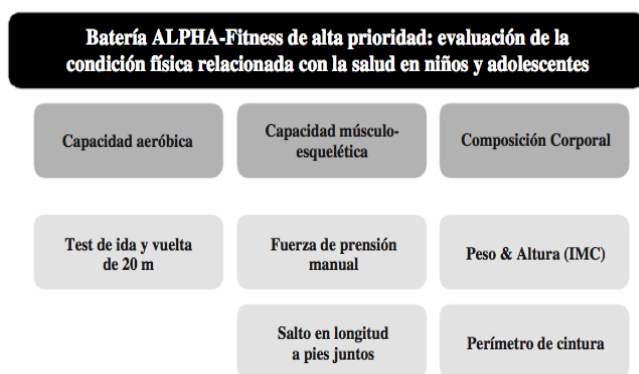 Batería ALPHA-Fitness de alta prioridad: evaluación de la
condición física relacionada con la salud en niños y adolescentes
Capacidad aeróbica
Capacidad músculo-
esquelética
Composición Corporal
Test de ida y vuelta
de 20 m
Fuerza de prensión
manual
Peso & Altura (IMC)
Salto en longitud
a pies juntos
Perímetro de cintura